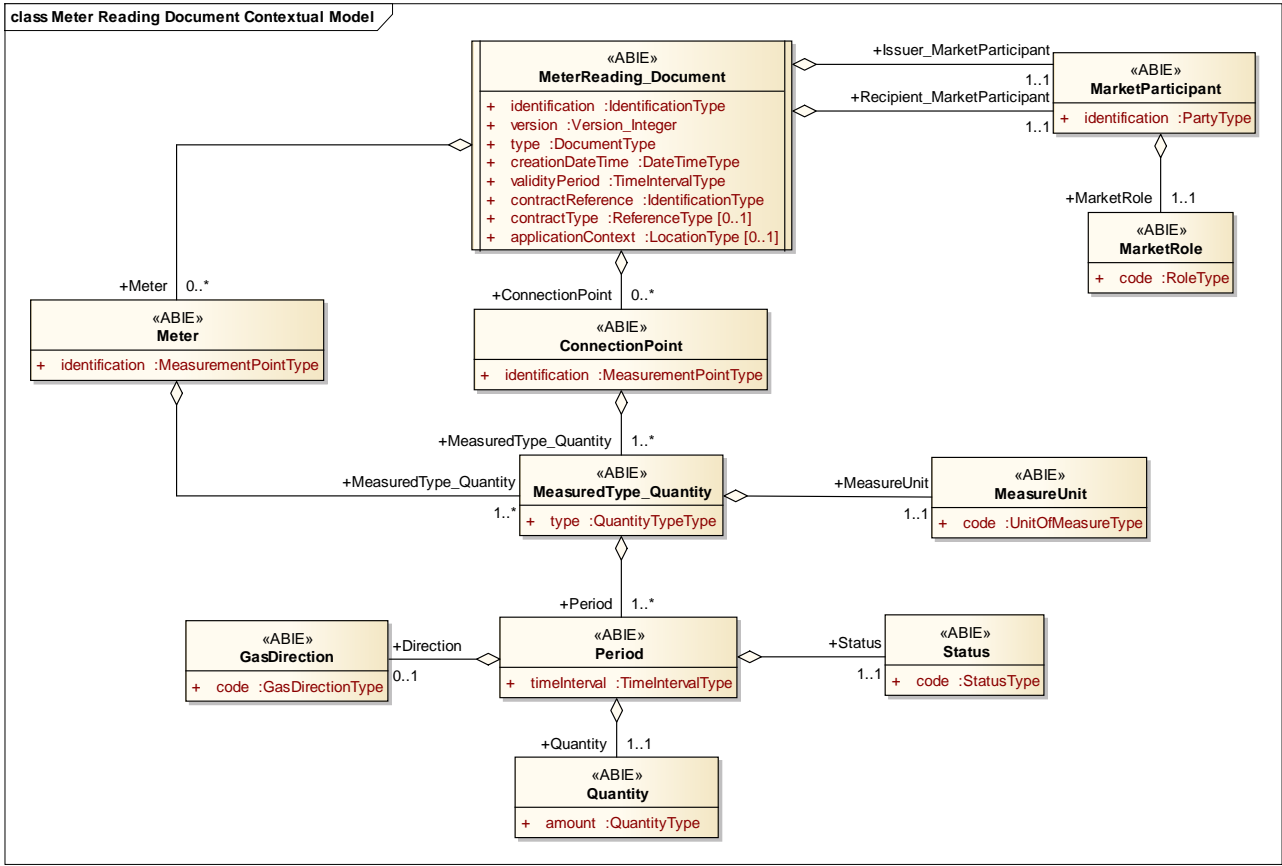 class Meter Reading Document Contextual Model
«ABIE»
MeterReading_Document
+ identification :IdentificationType
+ version :Version_Integer
+ type :DocumentType
+ creationDateTime :DateTimeType
+ validityPeriod :TimeIntervalType
+ contractReference :IdentificationType
+ contractType :ReferenceType [0..1]
+ applicationContext :LocationType [0..1]
+Issuer_MarketParticipant
1..1
+Recipient_MarketParticipant
1..1
«ABIE»
MarketParticipant
+ identification :PartyType
+MarketRole 1..1
«ABIE»
MarketRole
+ code :RoleType
+Meter 0..*
«ABIE»
Meter
+ identification :MeasurementPointType
+ConnectionPoint 0..*
«ABIE»
ConnectionPoint
+ identification :MeasurementPointType
+MeasuredType_Quantity 1..*
+MeasuredType_Quantity
1..*
«ABIE»
MeasuredType_Quantity
+ type :QuantityTypeType
+MeasureUnit
1..1
«ABIE»
MeasureUnit
+ code :UnitOfMeasureType
+Period 1..*
«ABIE»
GasDirection
+ code :GasDirectionType
+Direction
0..1
«ABIE»
Period
+ timeInterval :TimeIntervalType
+Status
1..1
«ABIE»
Status
+ code :StatusType
+Quantity 1..1
«ABIE»
Quantity
+ amount :QuantityType